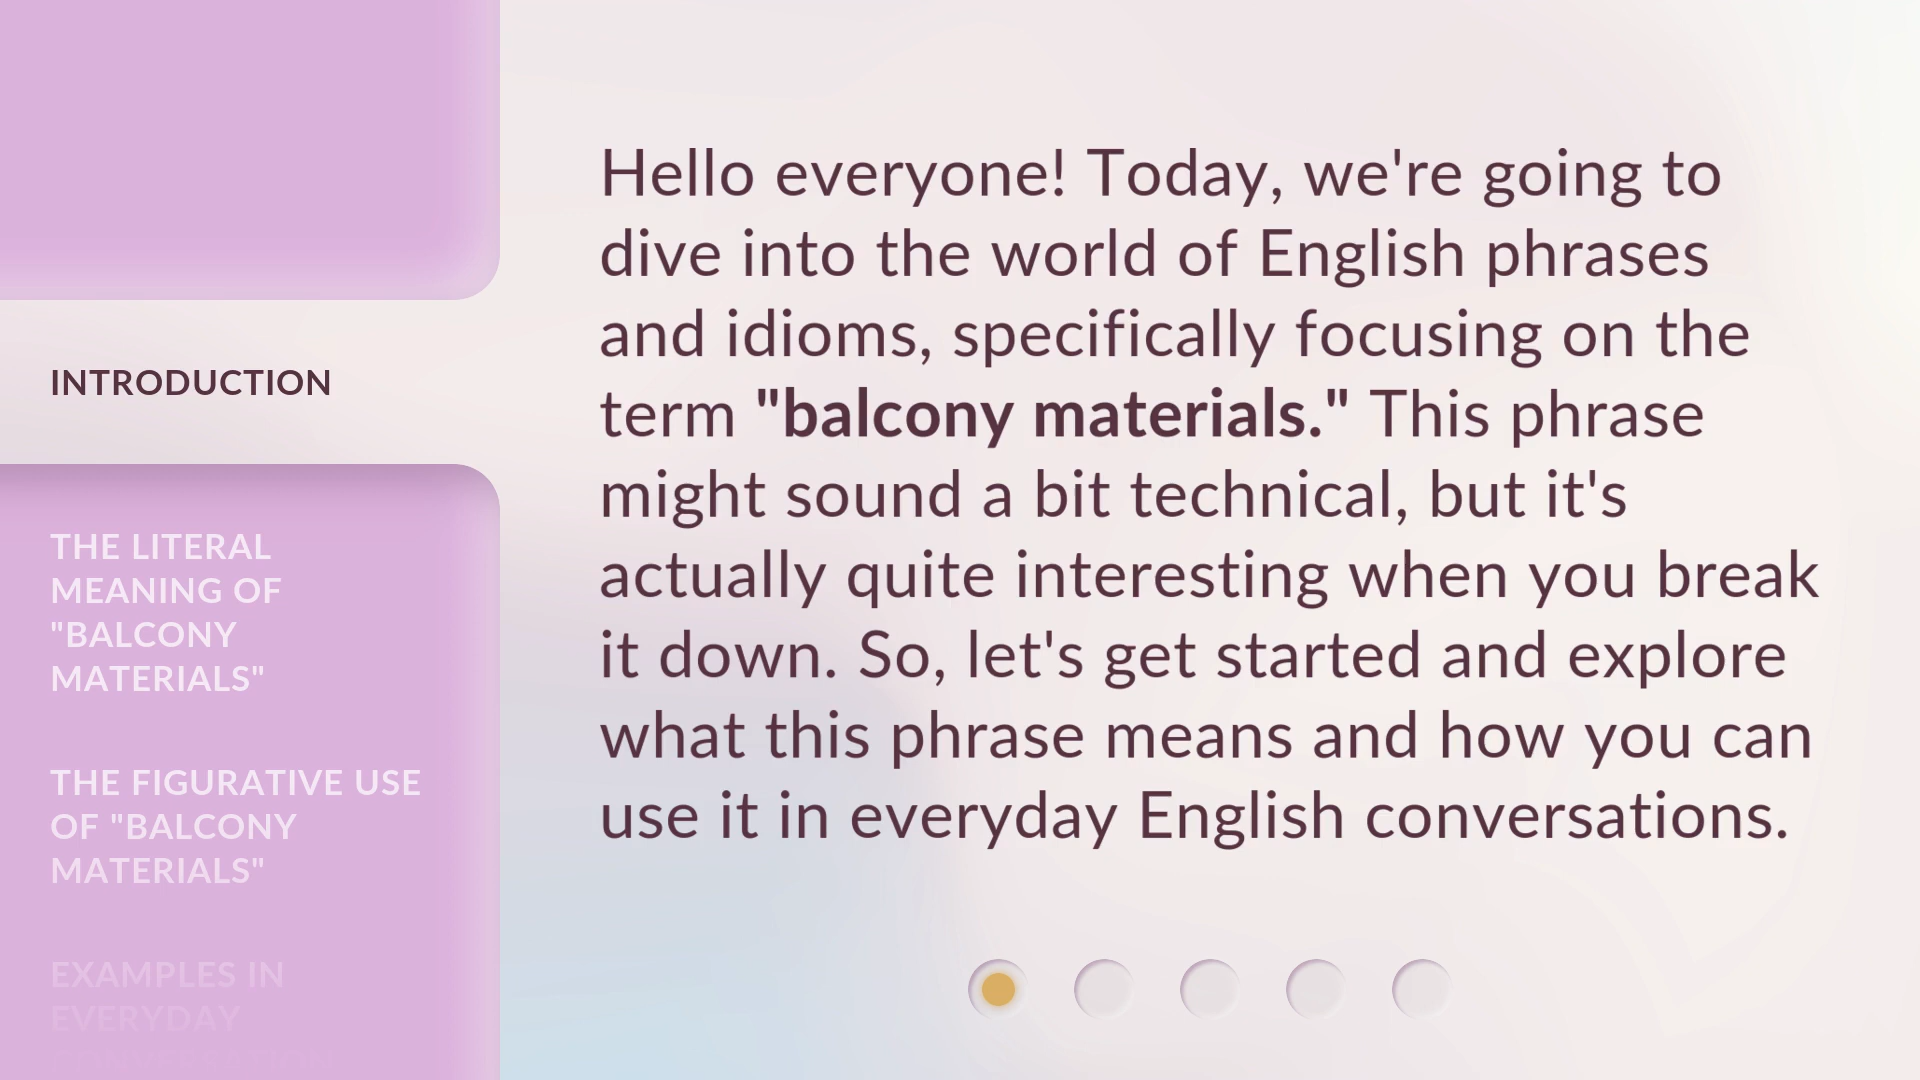 INTRODUCTION
THE LITERAL
MEANING OF
"BALCONY
MATERIALS"
THE FIGURATIVE USE
OF "BALCONY
MATERIALS"
EXAMPLES IN
EVERYDAY
Hello everyone! Today, we're going to
dive into the world of English phrases
and idioms, specifically focusing on the
term "balcony materials." This phrase
might sound a bit technical, but it's
actually quite interesting when you break
it down. So, let's get started and explore
what this phrase means and how you can
use it in everyday English conversations.